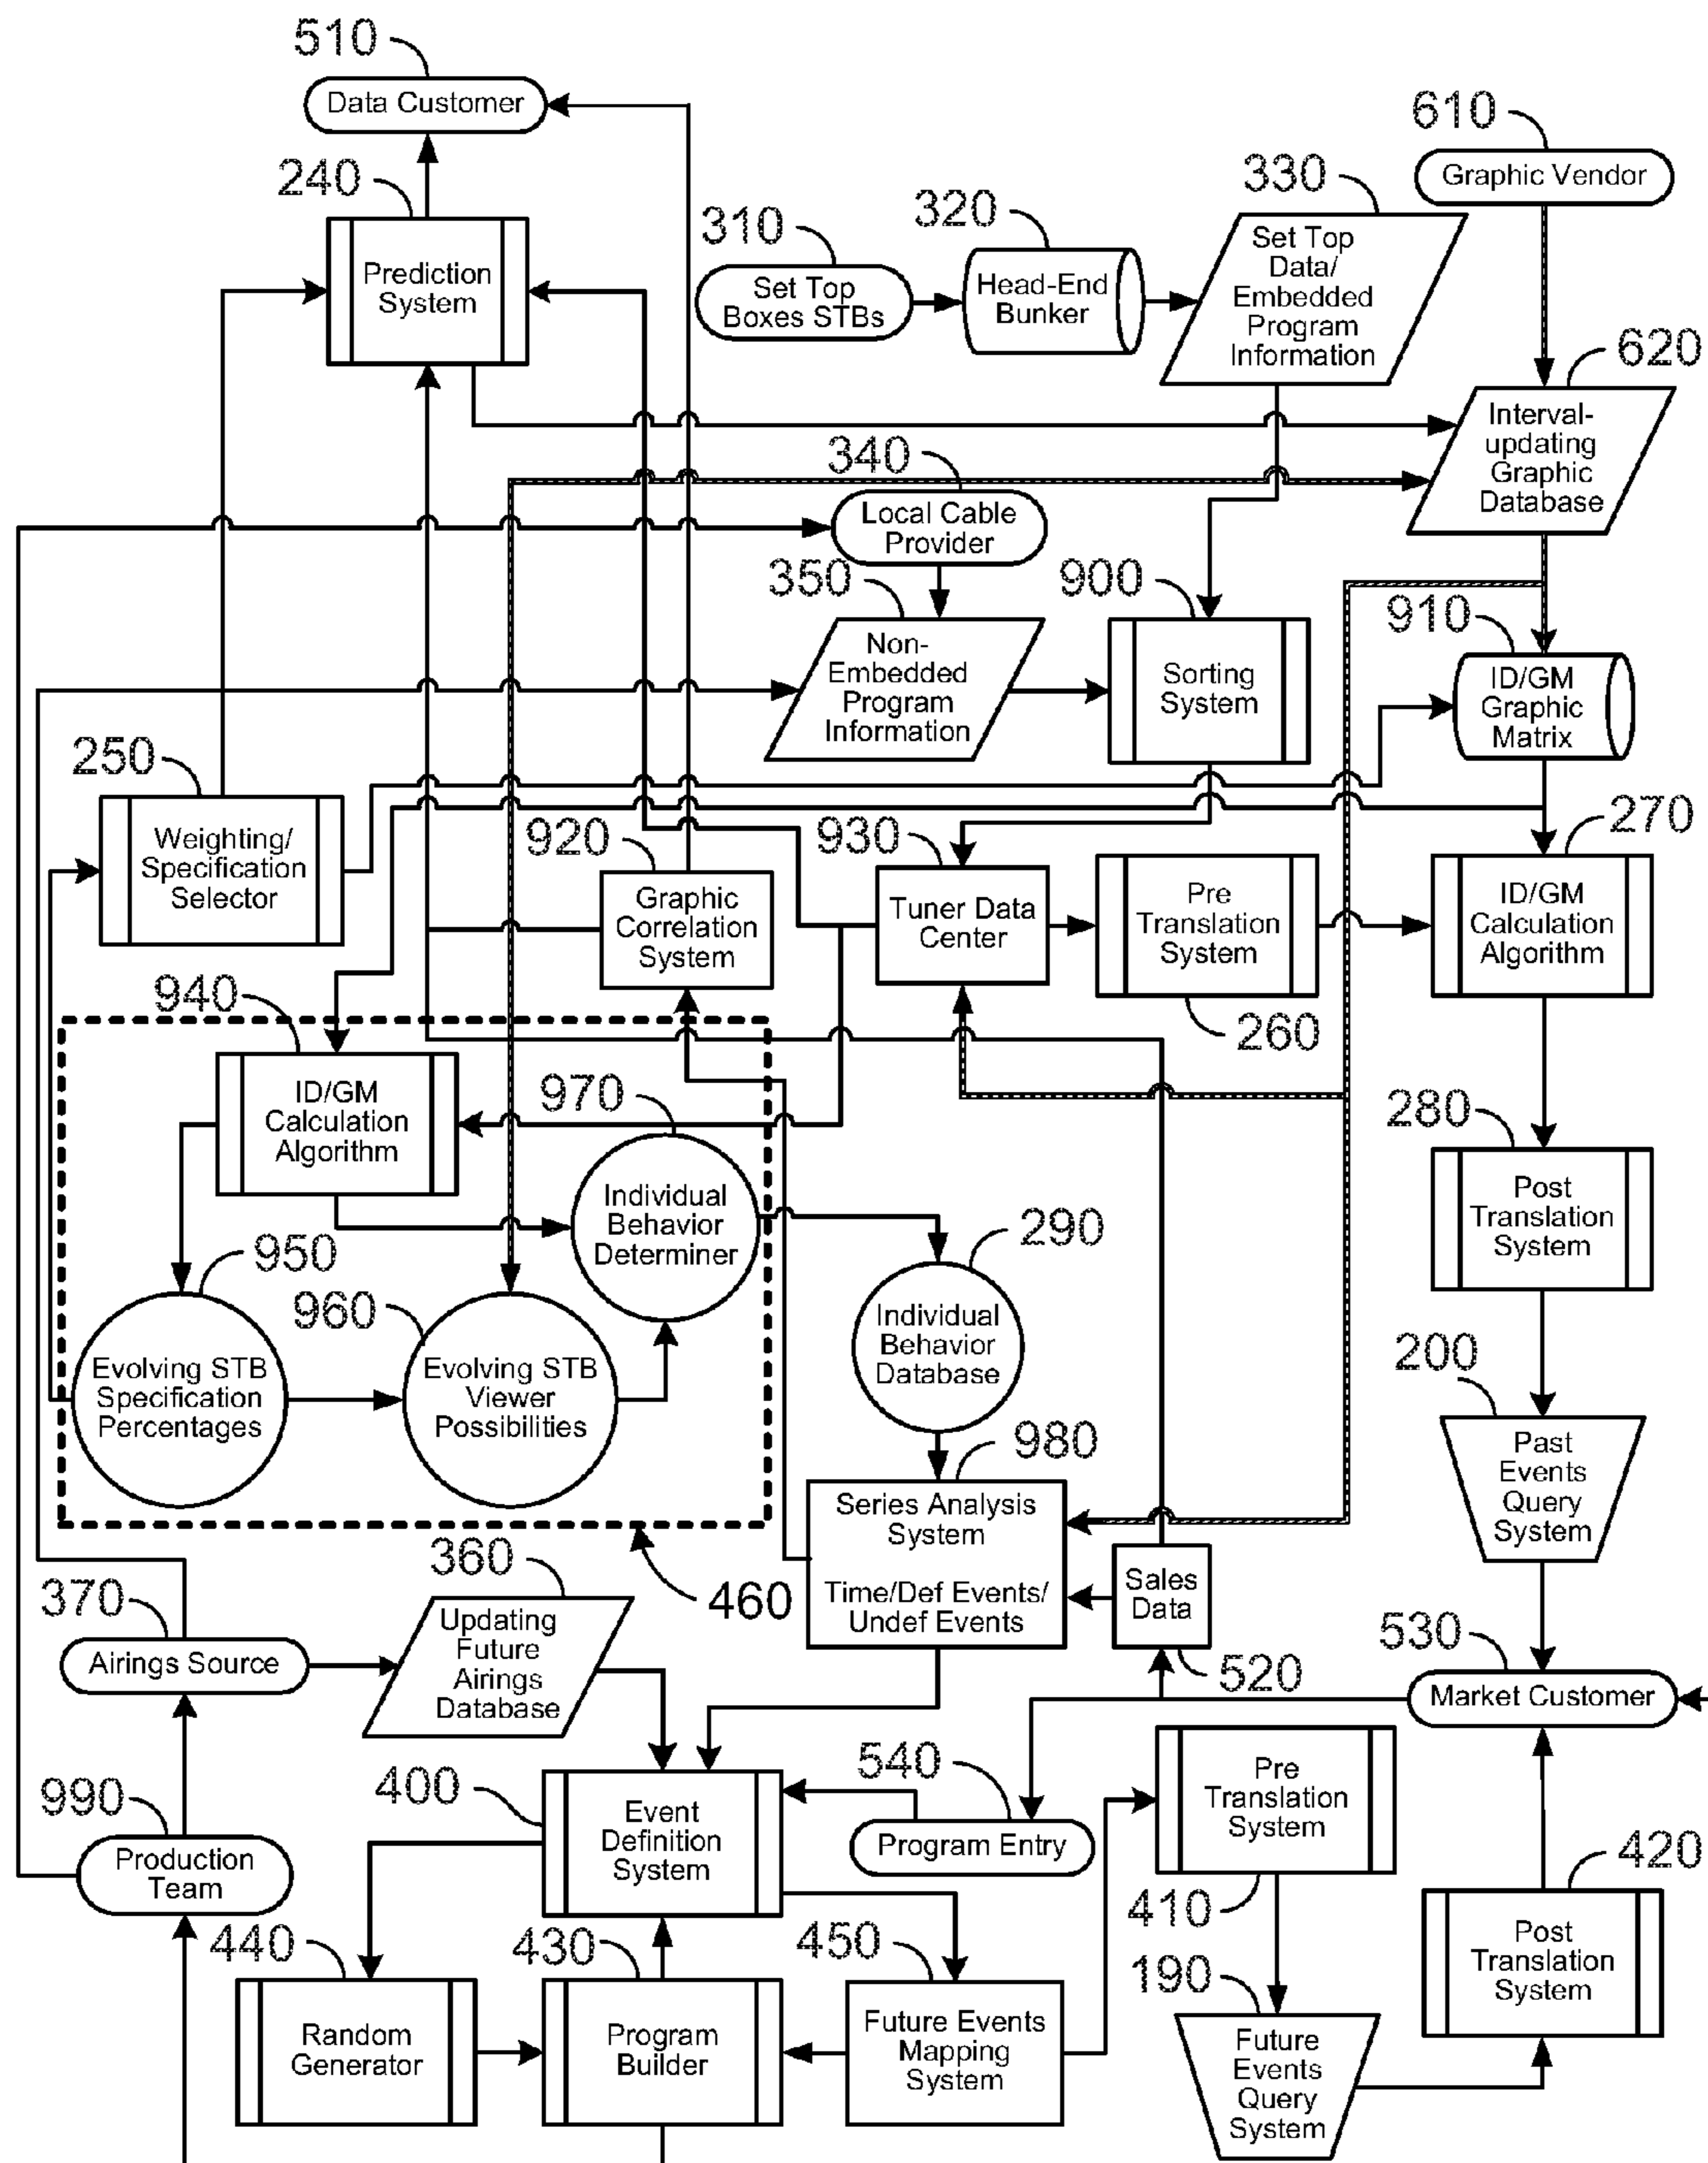 510
Data Customer
240
Prediction
System
310
Set Top
Boxes STBs
320
Head-End
Bunker
330
Set Top
Data/
Embedded
Program
Information
610
Graphic Vendor
620
Interval-
updating
Graphic
Database
340
Local Cable
Provider
350
Non-
Embedded
Program
Information
900
Sorting
System
910
ID/GM
Graphic
Matrix
250
Weighting/
Specification
Selector
920
Graphic
Correlation
System
930
Tuner Data
Center
Pre
Translation
System
260
270
ID/GM
Calculation
Algorithm
940
ID/GM
Calculation
Algorithm
970
Individual
Behavior
Determiner
280
Post
Translation
System
950
Evolving STB
Specification
Percentages
960
Evolving STB
Viewer
Possibilities
290
Individual
Behavior
Database
200
Past
Events
Query
System
980
Series Analysis
System
Time/Def Events/
Undef Events
460
Sales
Data
520
530
Market Customer
370
Airings Source
360
Updating
Future
Airings
Database
990
Production
Team
400
Event
Definition
System
540
Program Entry
Pre
Translation
System
410
420
Post
Translation
System
440
Random
Generator
430
Program
Builder
450
Future Events
Mapping
System
190
Future
Events
Query
System